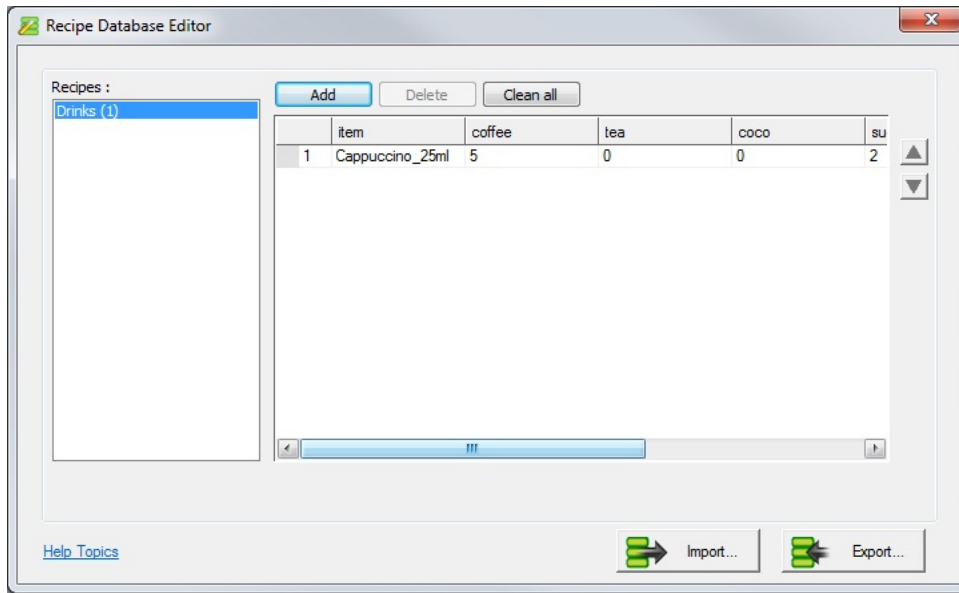 Recipe Database Editor
Recipes :
Drinks (1)
Add Delete Clean all
item coffee tea coco su
1 Cappuccino_25ml 5 0 0 2
Help Topics
Import... Export...